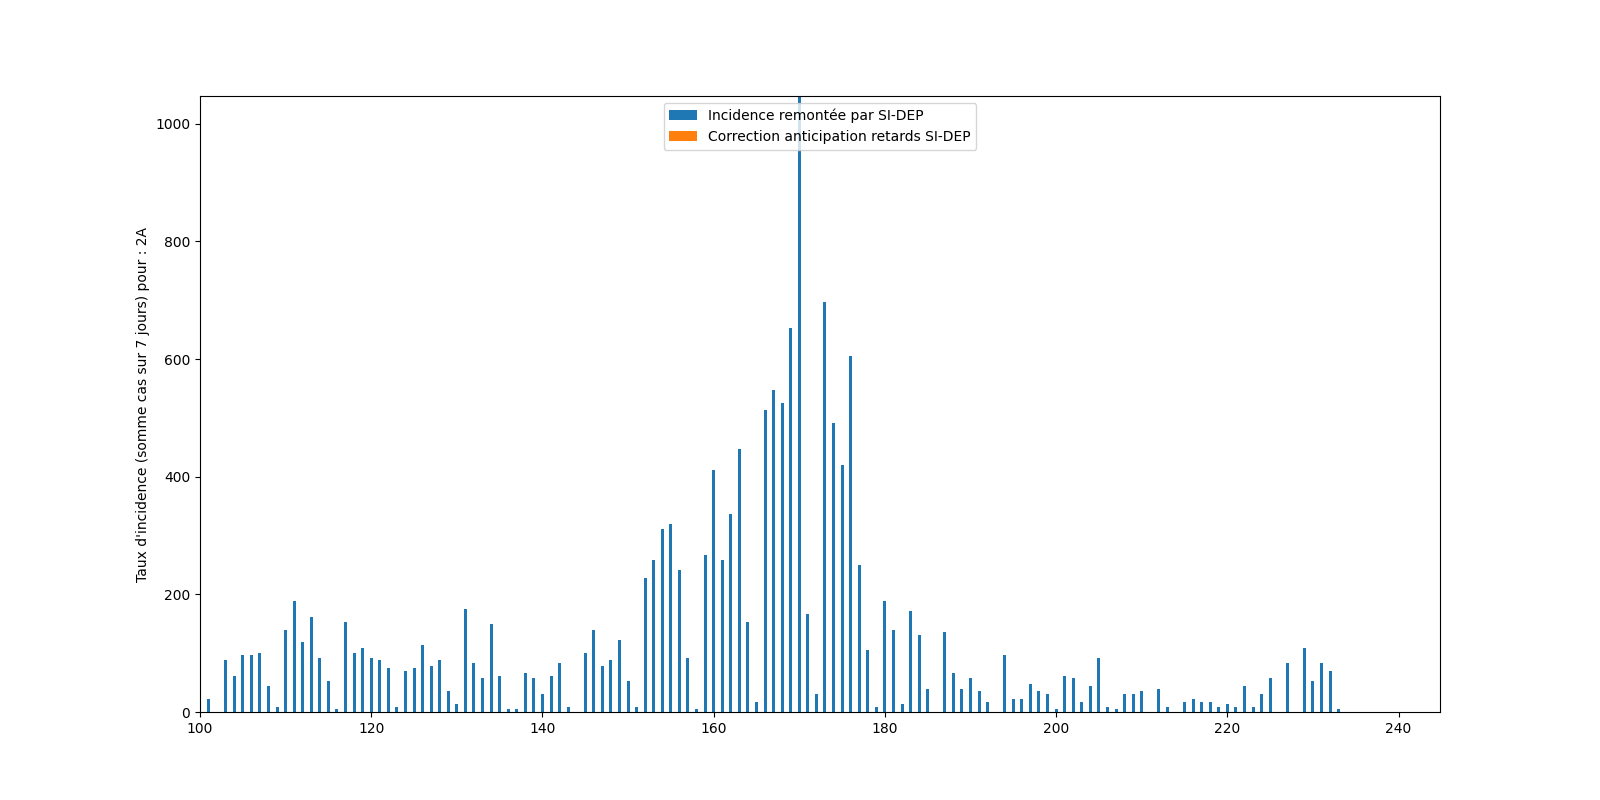 Incidence remontée par SI-DEP
Correction anticipation retards SI-DEP
Taux d'incidence (somme cas sur 7 jours) pour : 2A
1000
800
600
400
200
0
100 120 140 160 180 200 220 240